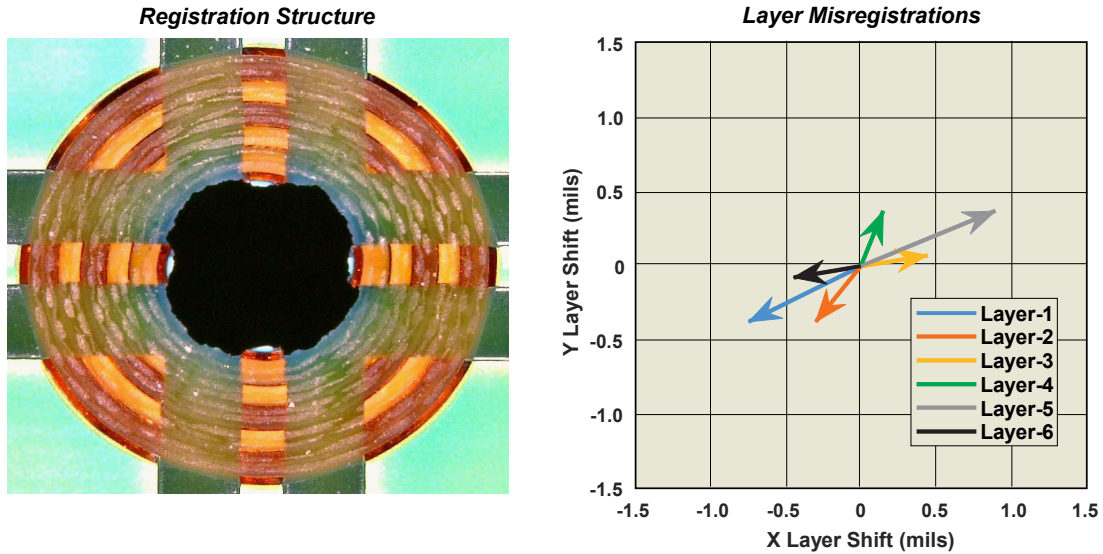 Registration Structure
Layer Misregistrations
1.5
1.0
0.5
0
-0.5
-1.0
-1.5
Y Layer Shift (mils)
Layer-1
Layer-2
Layer-3
Layer-4
Layer-5
Layer-6
-1.5 -1.0 -0.5 0 0.5 1.0 1.5
X Layer Shift (mils)